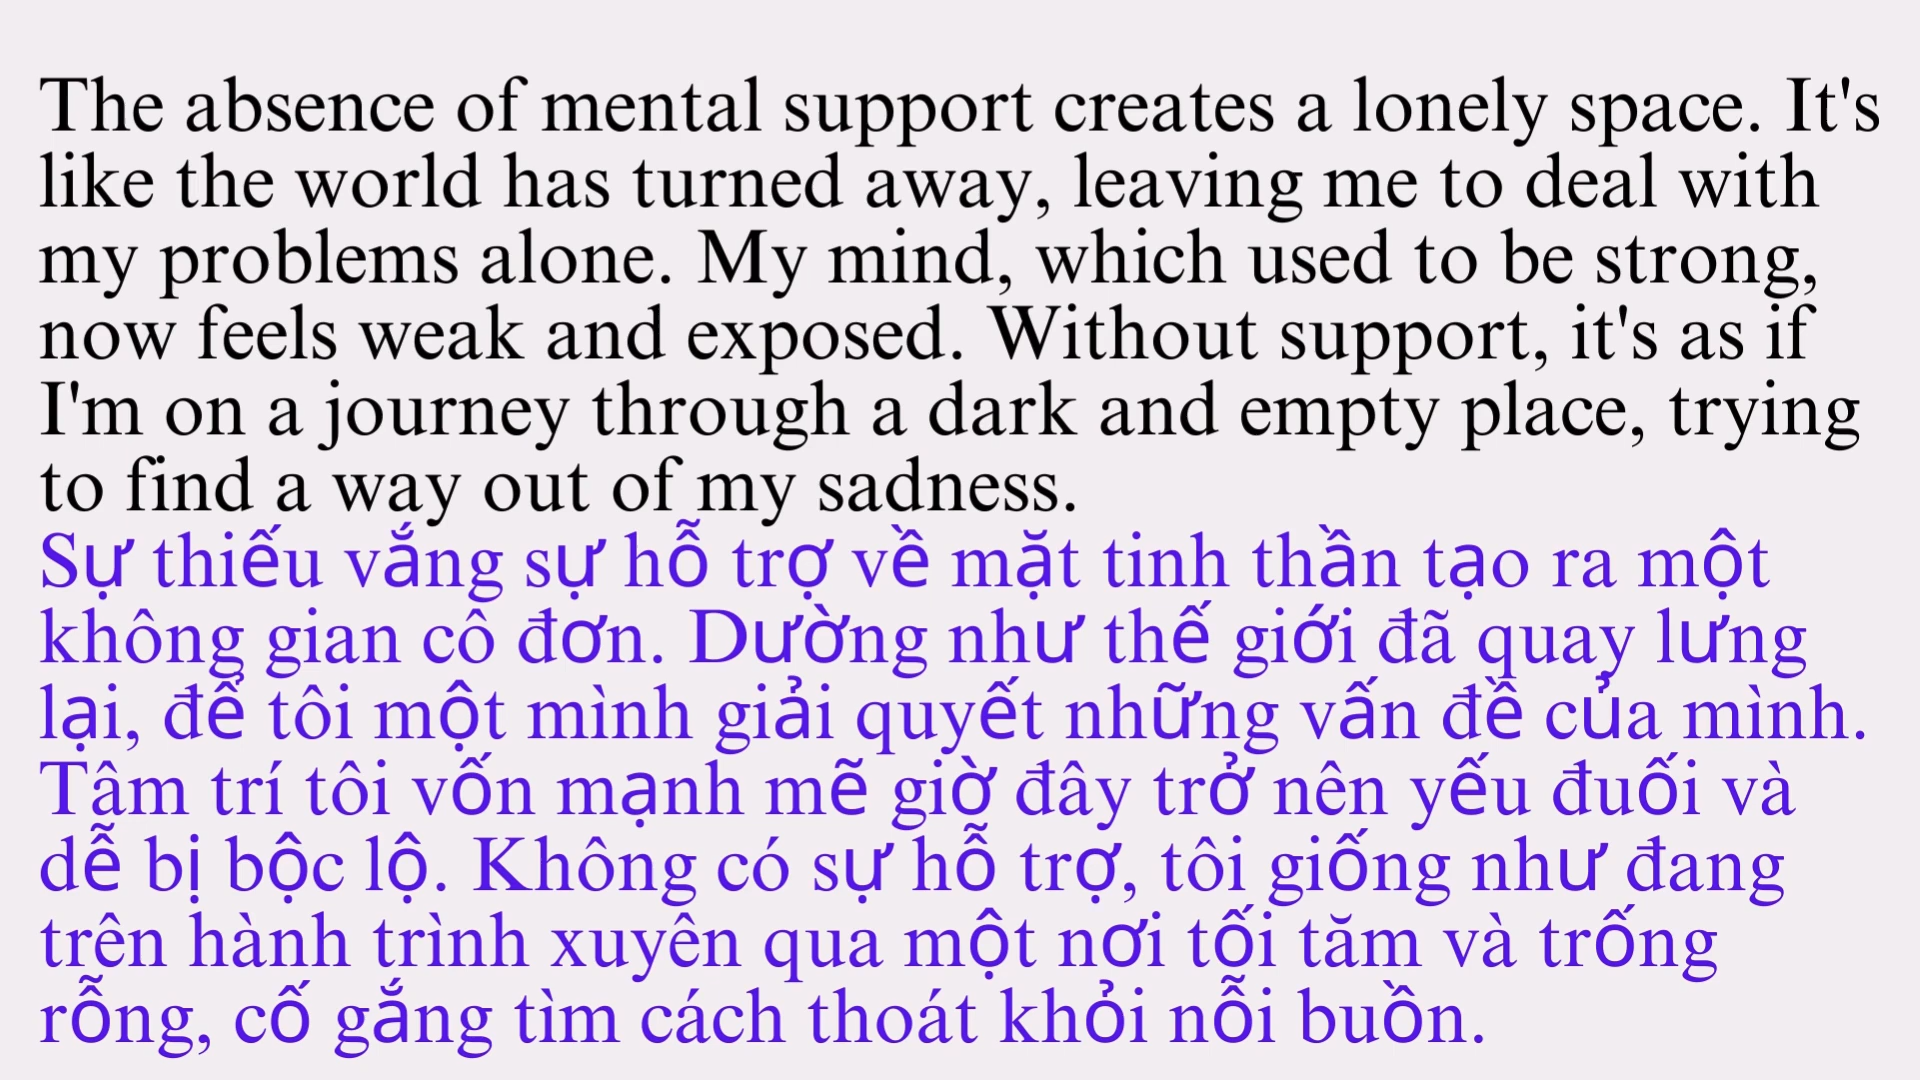 The absence of mental support creates a lonely space. It's
like the world has turned away, leaving me to deal with
my problems alone. My mind, which used to be strong,
now feels weak and exposed. Without support, it's as if
I'm on a journey through a dark and empty place, trying
to find a way out of my sadness.
Sự thiếu vắng sự hỗ trợ về mặt tinh thần tạo ra một
không gian cô đơn. Dường như thế giới đã quay lưng
lại, để tôi một mình giải quyết những vấn đề của mình.
Tâm trí tôi vốn mạnh mẽ giờ đây trở nên yếu đuối và
dễ bị bộc lộ. Không có sự hỗ trợ, tôi giống như đang
trên hành trình xuyên qua một nơi tối tăm và trống
rỗng, cố gắng tìm cách thoát khỏi nỗi buồn.